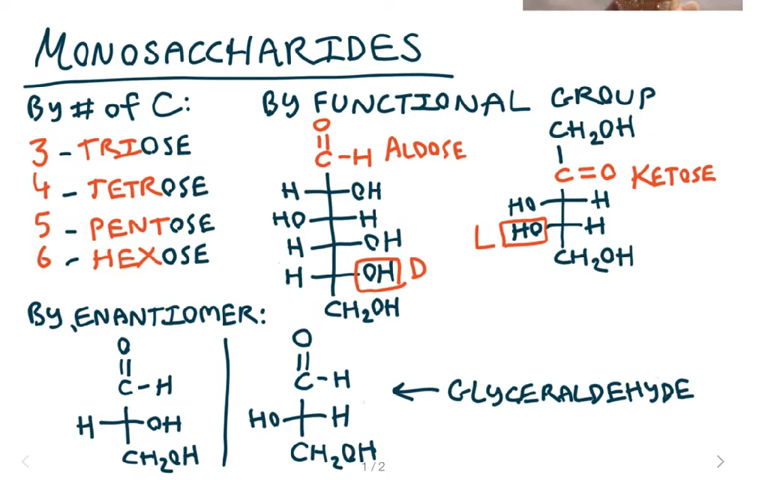 MONOSACCHARIDES
By # of C:
3 - TRIOSE
4 - TETROSE
5 - PENTOSE
6 - HEXOSE
By FUNCTIONAL GROUP
O
C-H ALDOSE
H OH
HO H
H OH
H OH D
CH₂OH
CH₂OH
C=O KETOSE
HO H
L HO H
CH₂OH
By ENANTIOMER:
O
C-H
H OH
CH₂OH
O
C-H
HO H
CH₂OH
← GLYCERALDEHYDE
1/2